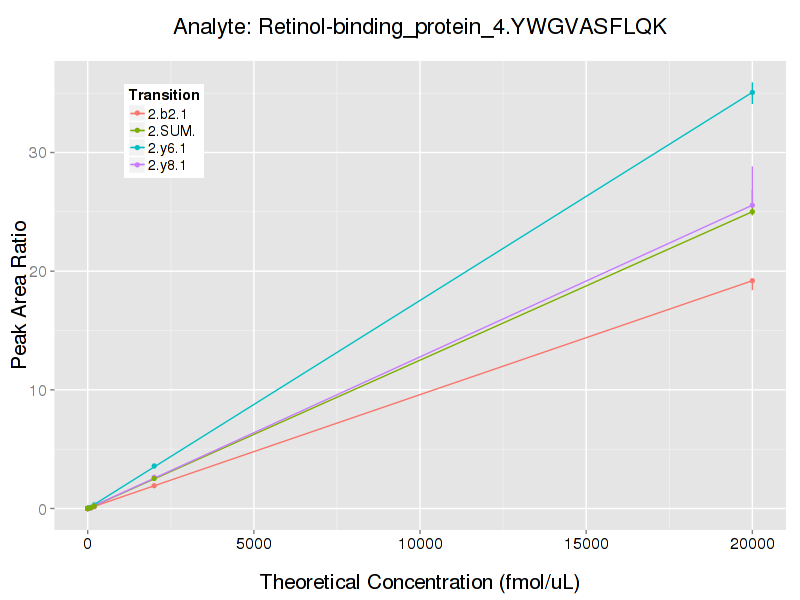 Analyte: Retinol-binding_protein_4.YWGVASFLQK
Transition
2.b2.1
2.SUM.
2.y6.1
2.y8.1
30
20
10
0
Peak Area Ratio
0 5000 10000 15000 20000
Theoretical Concentration (fmol/uL)